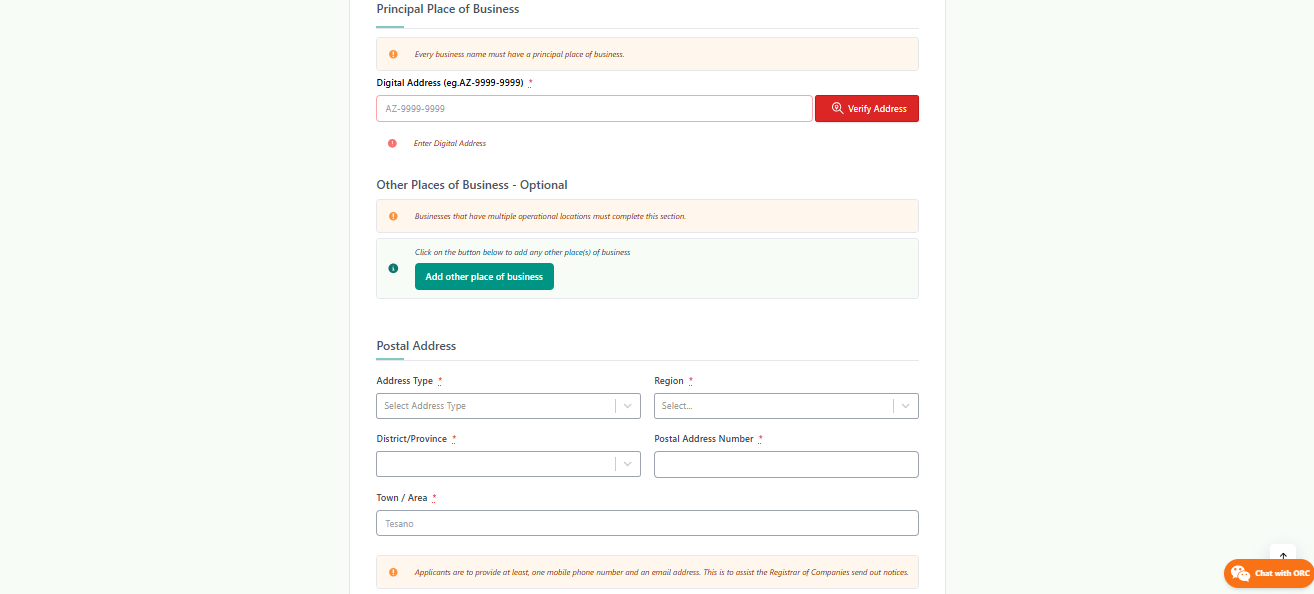 Principal Place of Business
Every business name must have a principal place of business.
Digital Address (eg.AZ-9999-9999) *
AZ-9999-9999
Verify Address
Enter Digital Address
Other Places of Business - Optional
Businesses that have multiple operational locations must complete this section.
Click on the button below to add any other place(s) of business
Add other place of business
Postal Address
Address Type *
Region *
Select Address Type
Select...
District/Province *
Postal Address Number *
Town / Area *
Tesano
Applicants are to provide at least, one mobile phone number and an email address. This is to assist the Registrar of Companies send out notices.
Chat with ORC